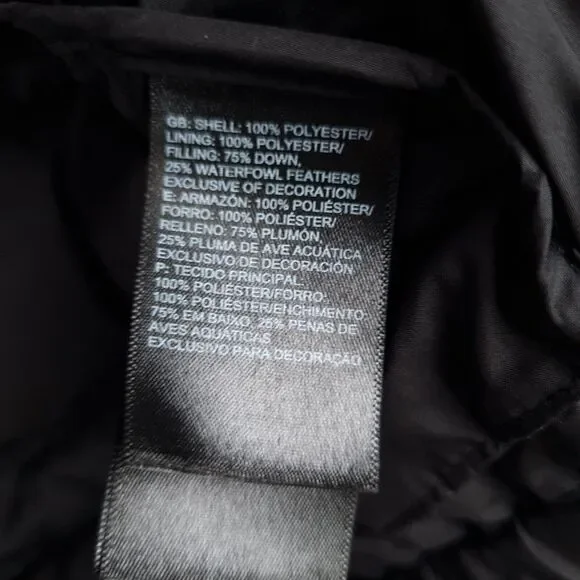 GB: SHELL: 100% POLYESTER/
LINING: 100% POLYESTER/
FILLING: 75% DOWN,
25% WATERFOWL FEATHERS
EXCLUSIVE OF DECORATION
E: ARMAZÓN: 100% POLIÉSTER/
FORRO: 100% POLIÉSTER/
RELLENO: 75% PLUMÓN,
25% PLUMA DE AVE ACUÁTICA
EXCLUSIVO DE DECORACIÓN
P: TECIDO PRINCIPAL:
100% POLIÉSTER/FORRO:
100% POLIÉSTER/ENCHIMENTO:
75% EM BAIXO, 25% PENAS DE
AVES AQUÁTICAS
EXCLUSIVO PARA DECORAÇÃO